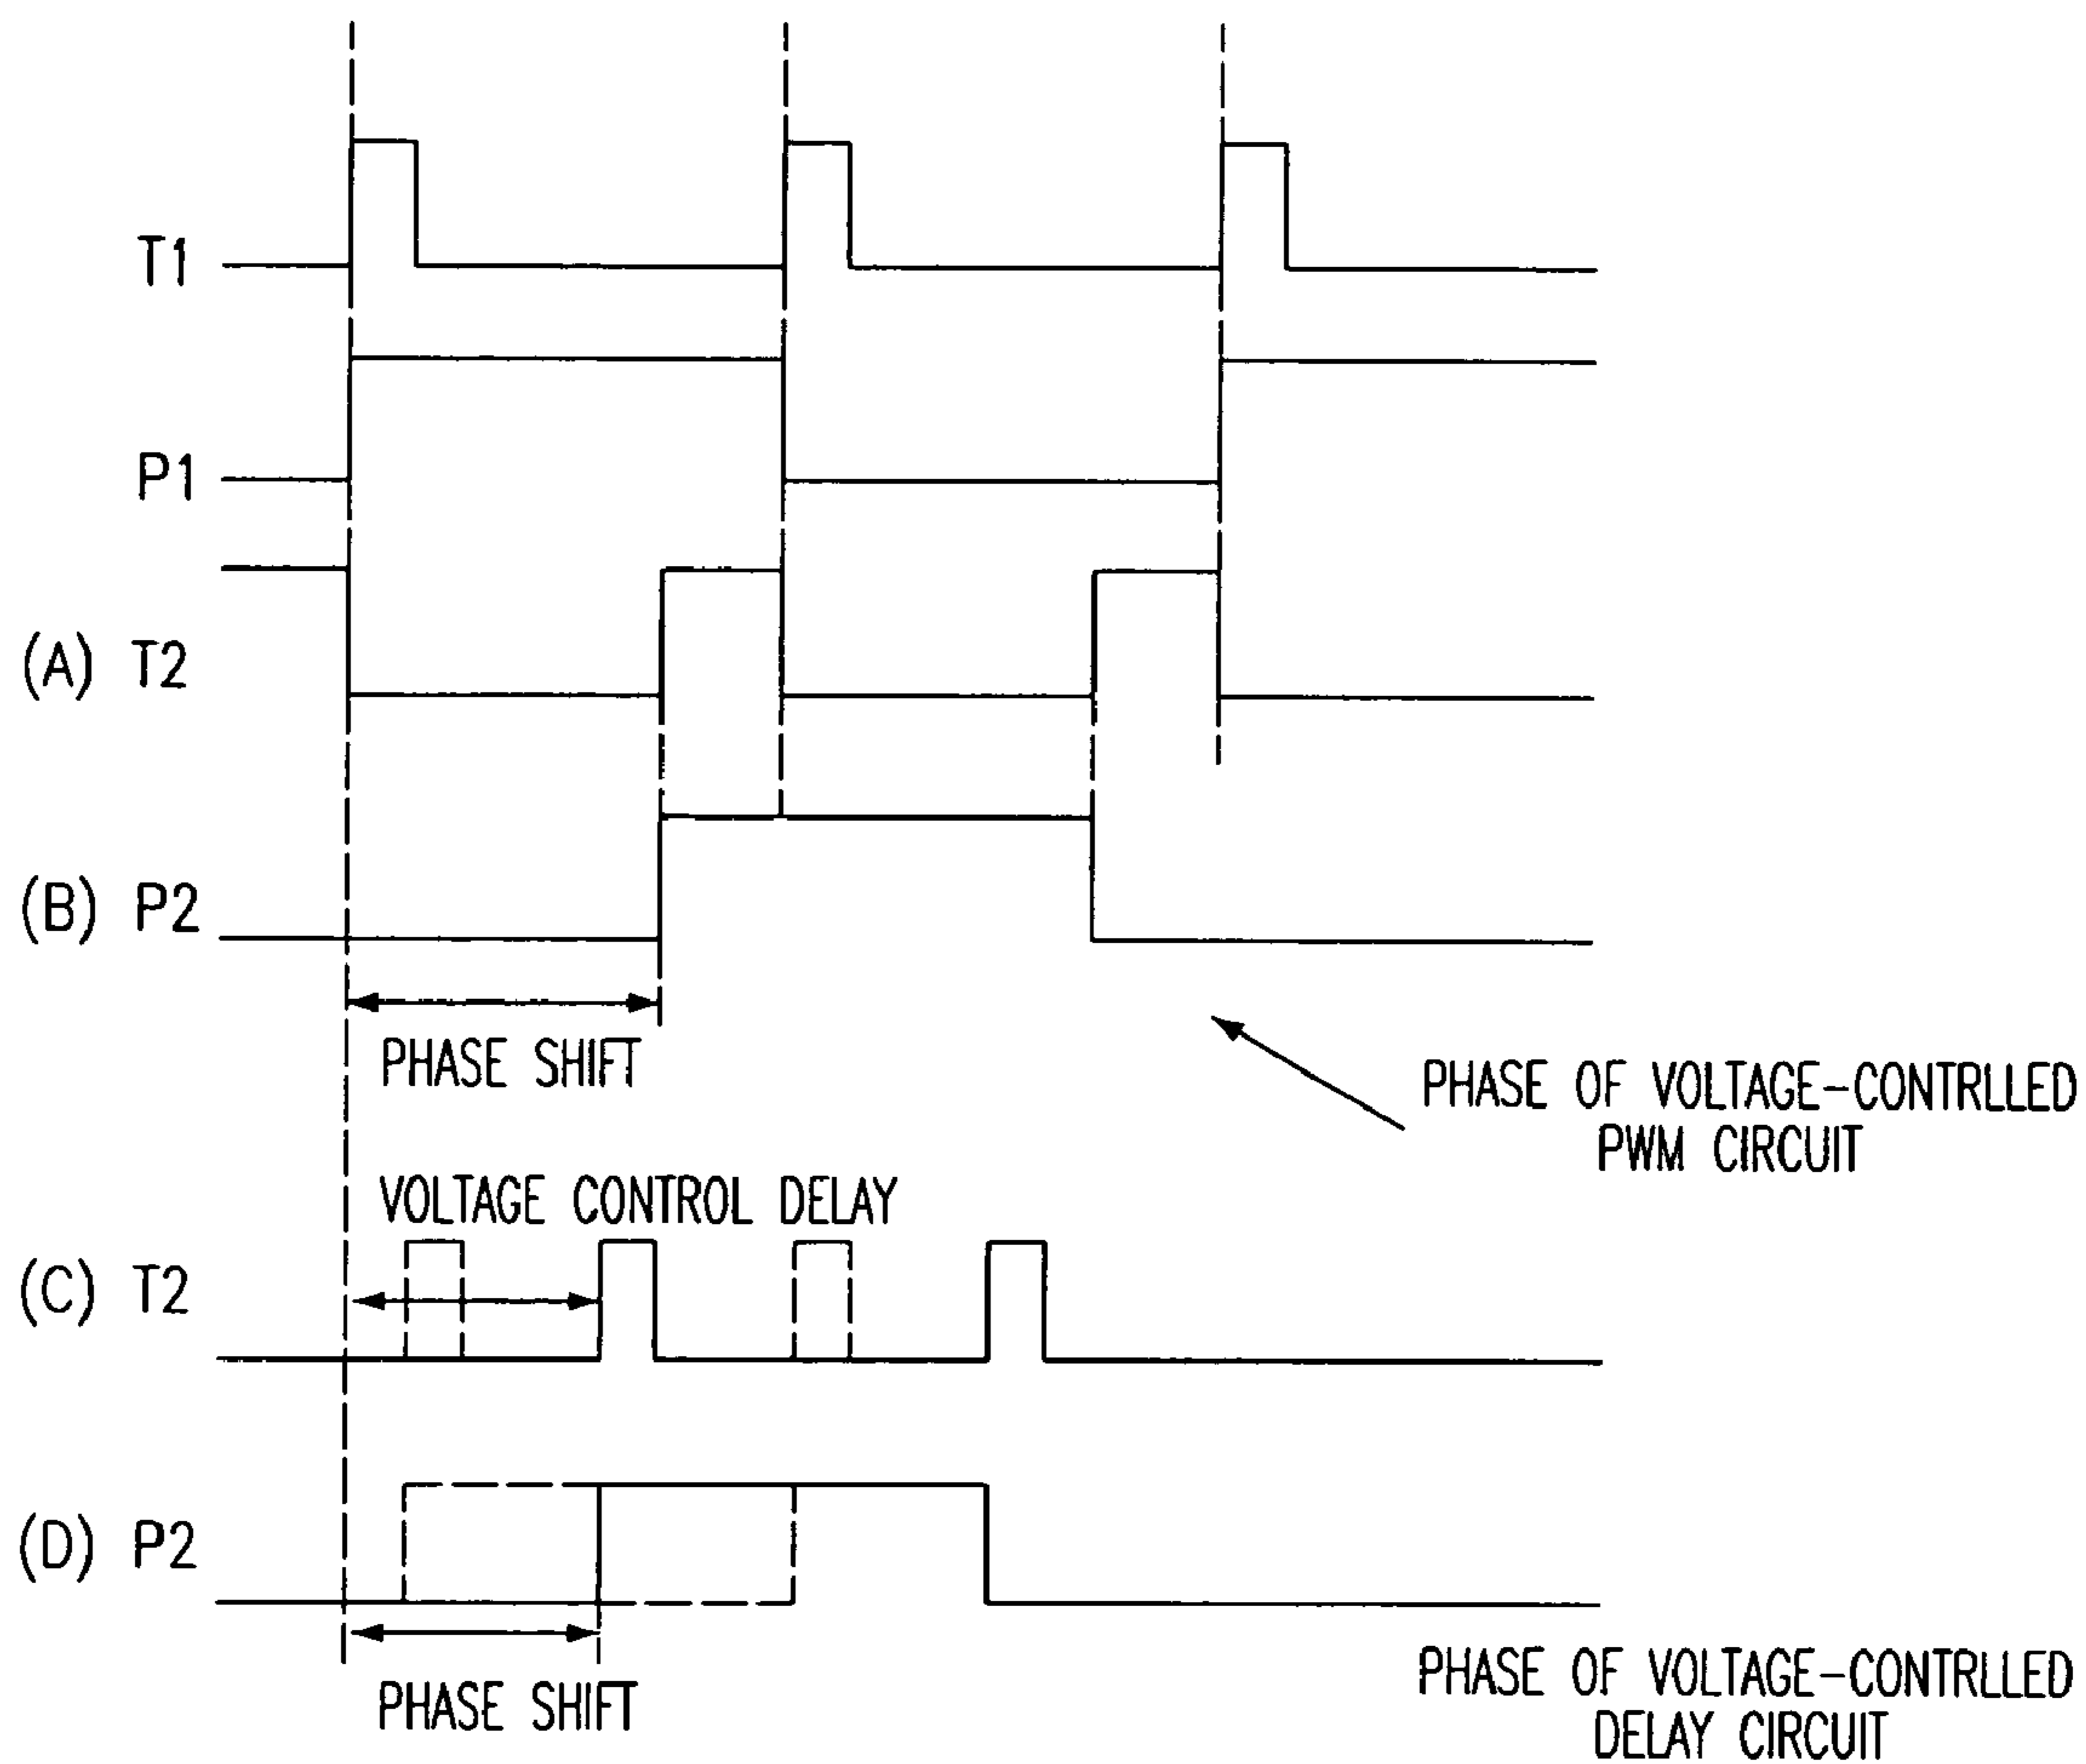 T1
P1
(A) T2
(B) P2
PHASE SHIFT
PHASE OF VOLTAGE-CONTRLLED
PWM CIRCUIT
VOLTAGE CONTROL DELAY
(C) T2
(D) P2
PHASE SHIFT
PHASE OF VOLTAGE-CONTRLLED
DELAY CIRCUIT